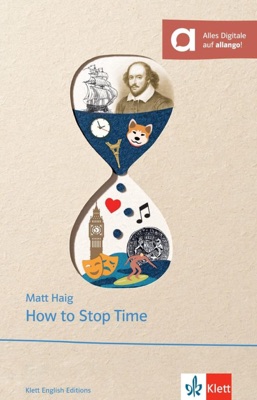 a
Alles Digitale
auf allango!
Matt Haig
How to Stop Time
Klett English Editions
Klett